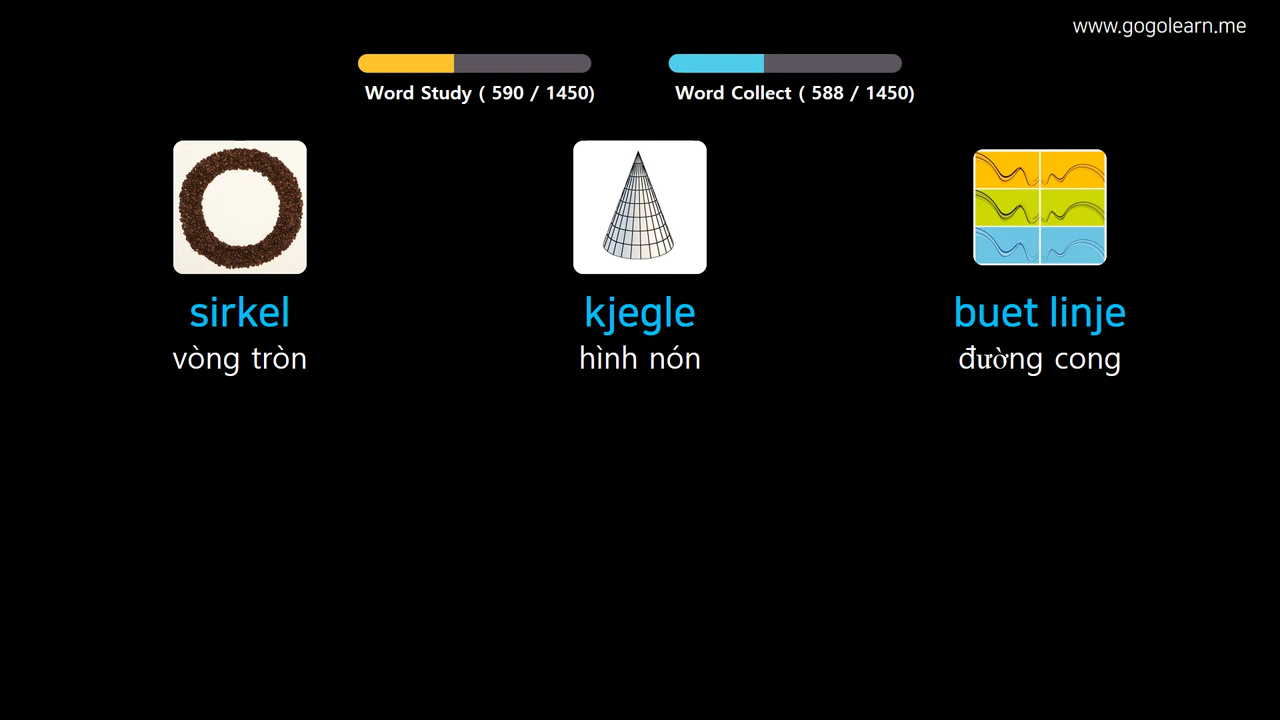 www.gogolearn.me
Word Study ( 590 / 1450)
Word Collect ( 588 / 1450)
sirkel
vòng tròn
kjegle
hình nón
buet linje
đường cong